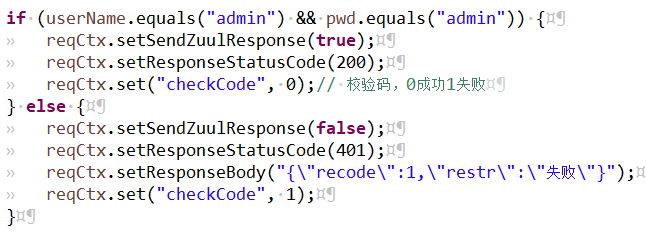 if (userName.equals("admin") && pwd.equals("admin")) {
reqCtx.setSendZuulResponse(true);
reqCtx.setResponseStatusCode(200);
reqCtx.set("checkCode", 0);// 校验码，0成功1失败
} else {
reqCtx.setSendZuulResponse(false);
reqCtx.setResponseStatusCode(401);
reqCtx.setResponseBody("{\"recode\":1,\"restr\":\"失败\"}");
reqCtx.set("checkCode", 1);
}